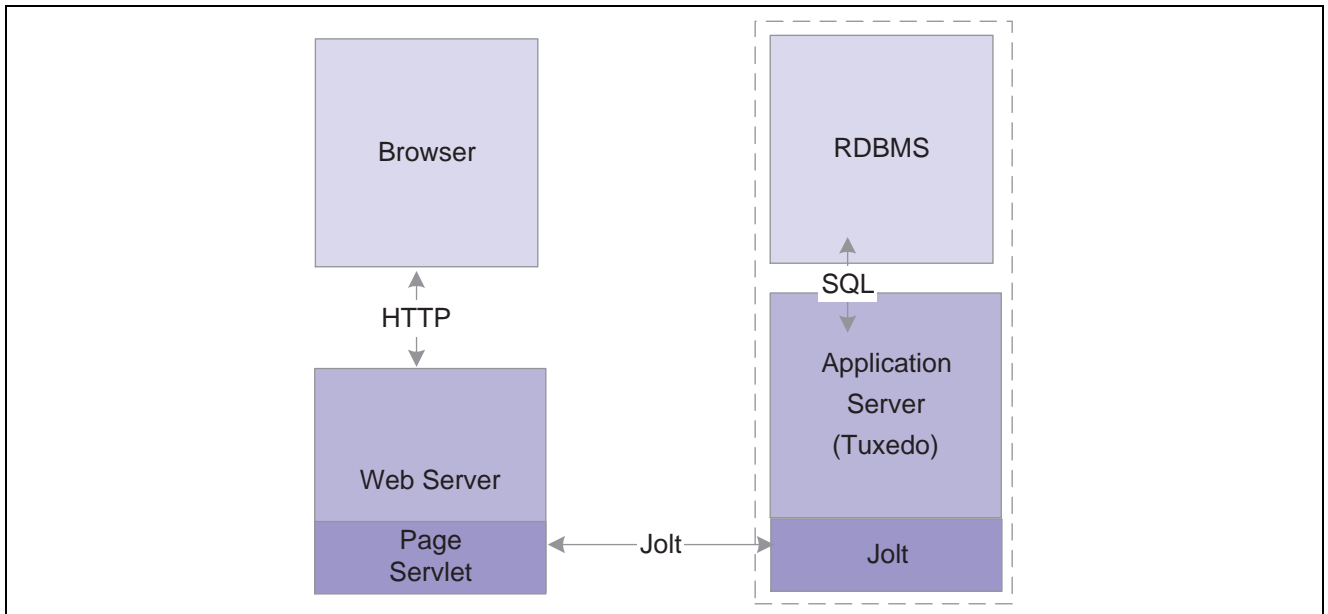 Browser
HTTP
Web Server
Page
Servlet
Jolt
RDBMS
SQL
Application
Server
(Tuxedo)
Jolt